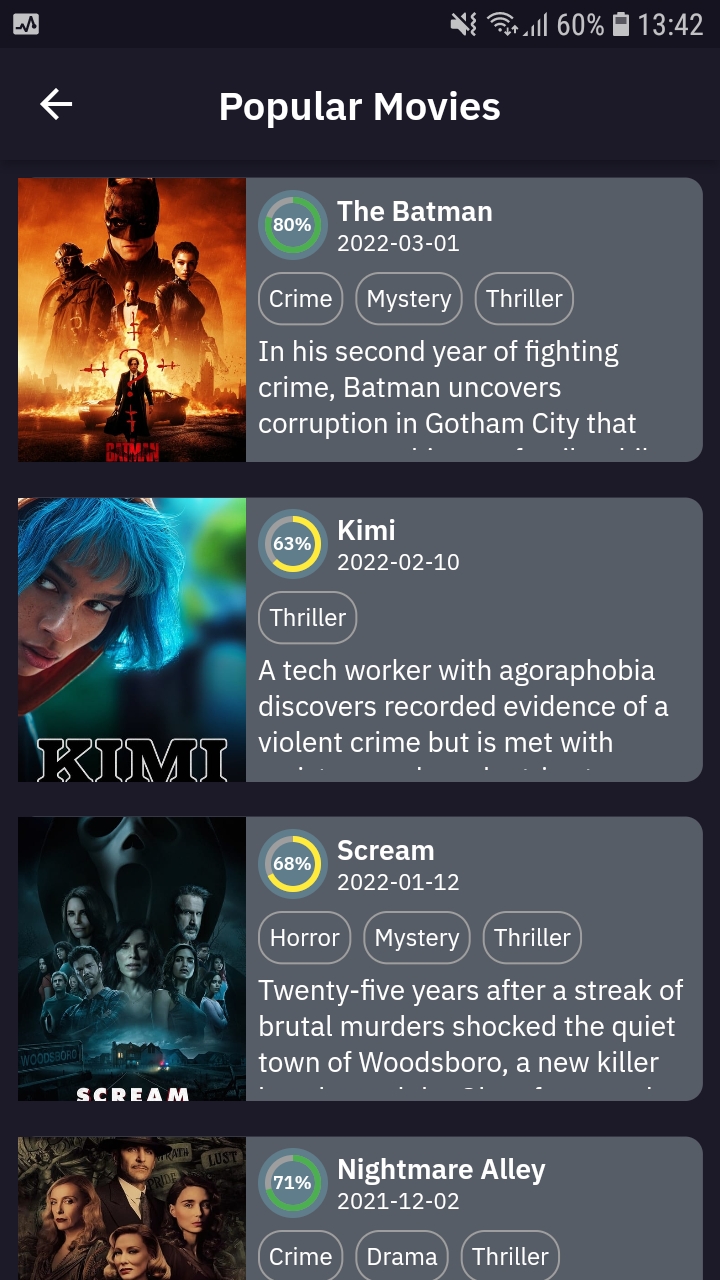 60% 13:42
Popular Movies
80%
The Batman
2022-03-01
Crime Mystery Thriller
In his second year of fighting
crime, Batman uncovers
corruption in Gotham City that
BATMAN
63%
Kimi
2022-02-10
Thriller
A tech worker with agoraphobia
discovers recorded evidence of a
violent crime but is met with
KIMI
68%
Scream
2022-01-12
Horror Mystery Thriller
Twenty-five years after a streak of
brutal murders shocked the quiet
town of Woodsboro, a new killer
WOODSBORO
SCREAM
71%
Nightmare Alley
2021-12-02
Crime Drama Thriller
WRATH LUST
PRIDE